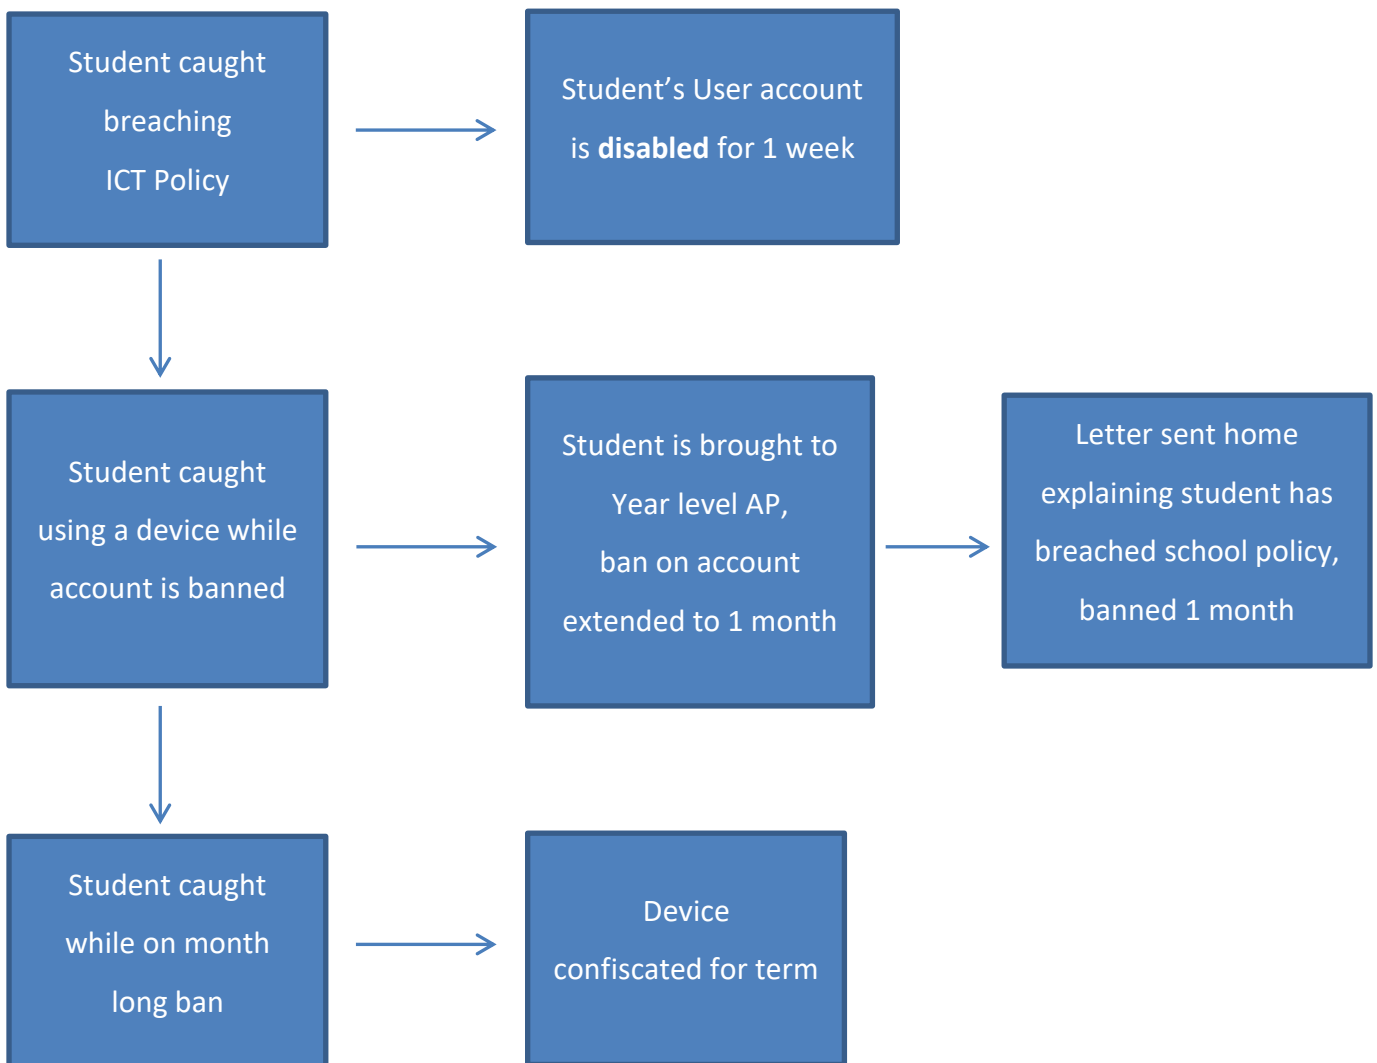 Student caught
breaching
ICT Policy
Student’s User account
is disabled for 1 week
Student caught
using a device while
account is banned
Student is brought to
Year level AP,
ban on account
extended to 1 month
Letter sent home
explaining student has
breached school policy,
banned 1 month
Student caught
while on month
long ban
Device
confiscated for term